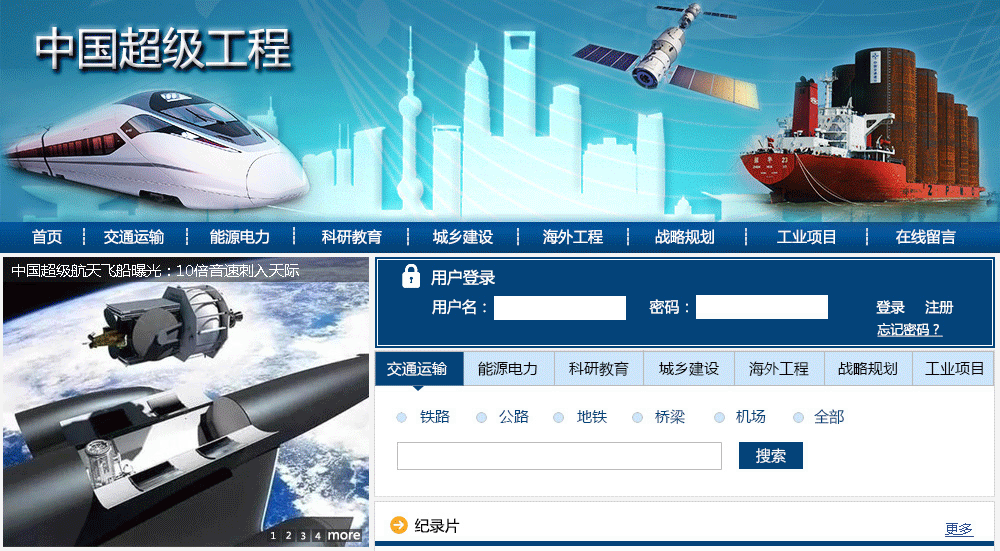 中国超级工程
首页 交通运输 能源电力 科研教育 城乡建设 海外工程 战略规划 工业项目 在线留言
中国超级航天飞船曝光：10倍音速刺入天际
1 2 3 4 more
用户登录
用户名： 密码： 登录 注册
忘记密码？
交通运输 能源电力 科研教育 城乡建设 海外工程 战略规划 工业项目
铁路 公路 地铁 桥梁 机场 全部
搜索
纪录片 更多